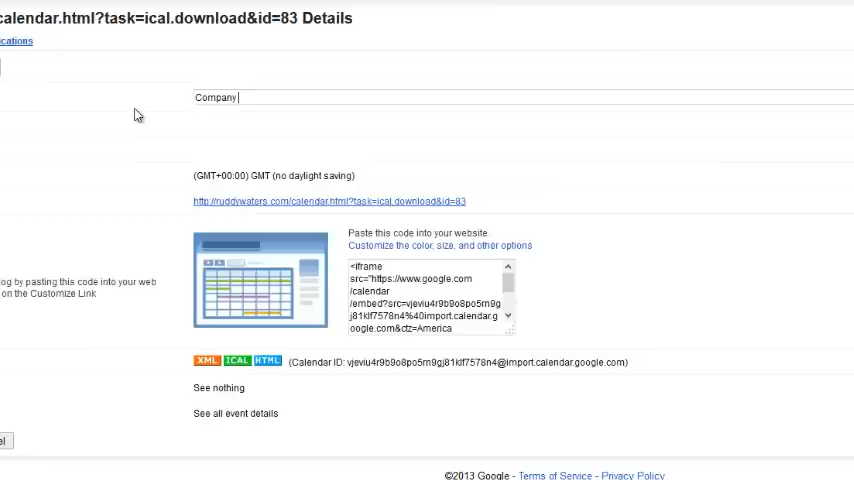 calendar.html?task=ical.download&id=83 Details
ications
Company
(GMT+00:00) GMT (no daylight saving)
http://ruddywaters.com/calendar.html?task=ical.download&id=83
Paste this code into your website
Customize the color, size, and other options
<iframe
src="https://www.google.com
/calendar
/embed?src=vjeviu4r9b9o8po5rn9g
j81klf7578n4%40import.calendar.g
oogle.com&ctz=America
log by pasting this code into your web
on the Customize Link
XML ICAL HTML (Calendar ID: vjeviu4r9b9o8po5rn9gj81klf7578n4@import.calendar.google.com)
See nothing
See all event details
el
©2013 Google - Terms of Service - Privacy Policy